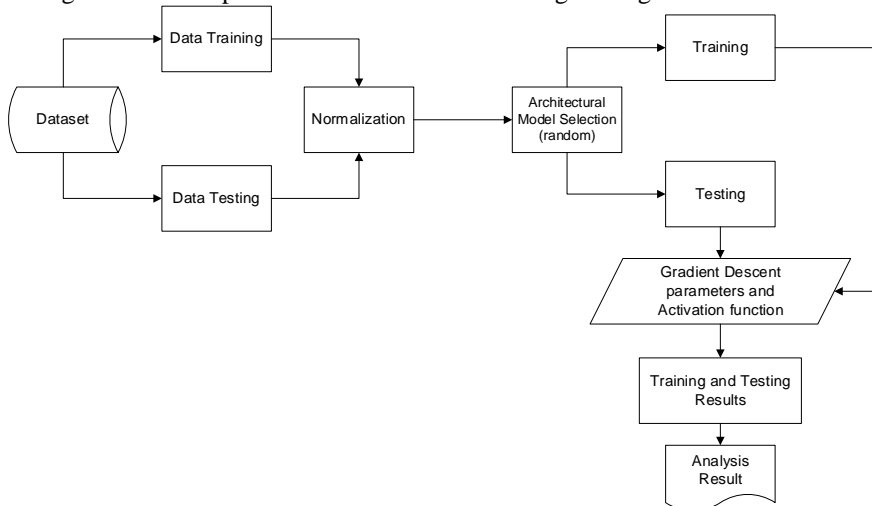 Data Training
Training
Dataset
Normalization
Architectural
Model Selection
(random)
Data Testing
Testing
Gradient Descent
parameters and
Activation function
Training and Testing
Results
Analysis
Result